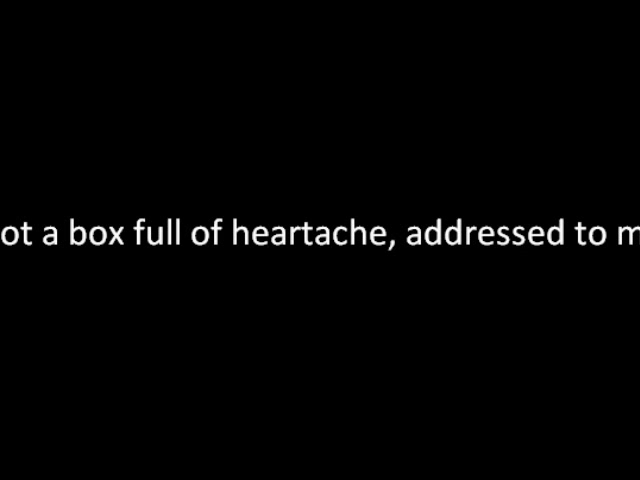 ot a box full of heartache, addressed to m